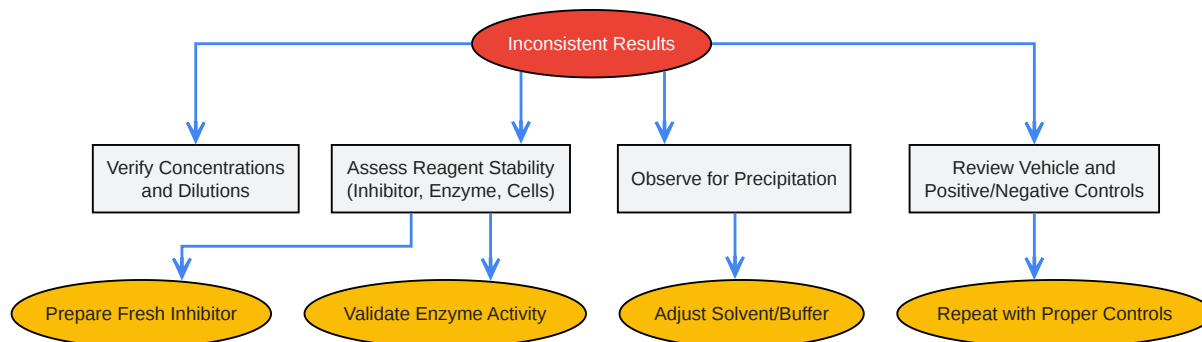 Inconsistent Results
Verify Concentrations
and Dilutions
Assess Reagent Stability
(Inhibitor, Enzyme, Cells)
Observe for Precipitation
Review Vehicle and
Positive/Negative Controls
Prepare Fresh Inhibitor
Validate Enzyme Activity
Adjust Solvent/Buffer
Repeat with Proper Controls